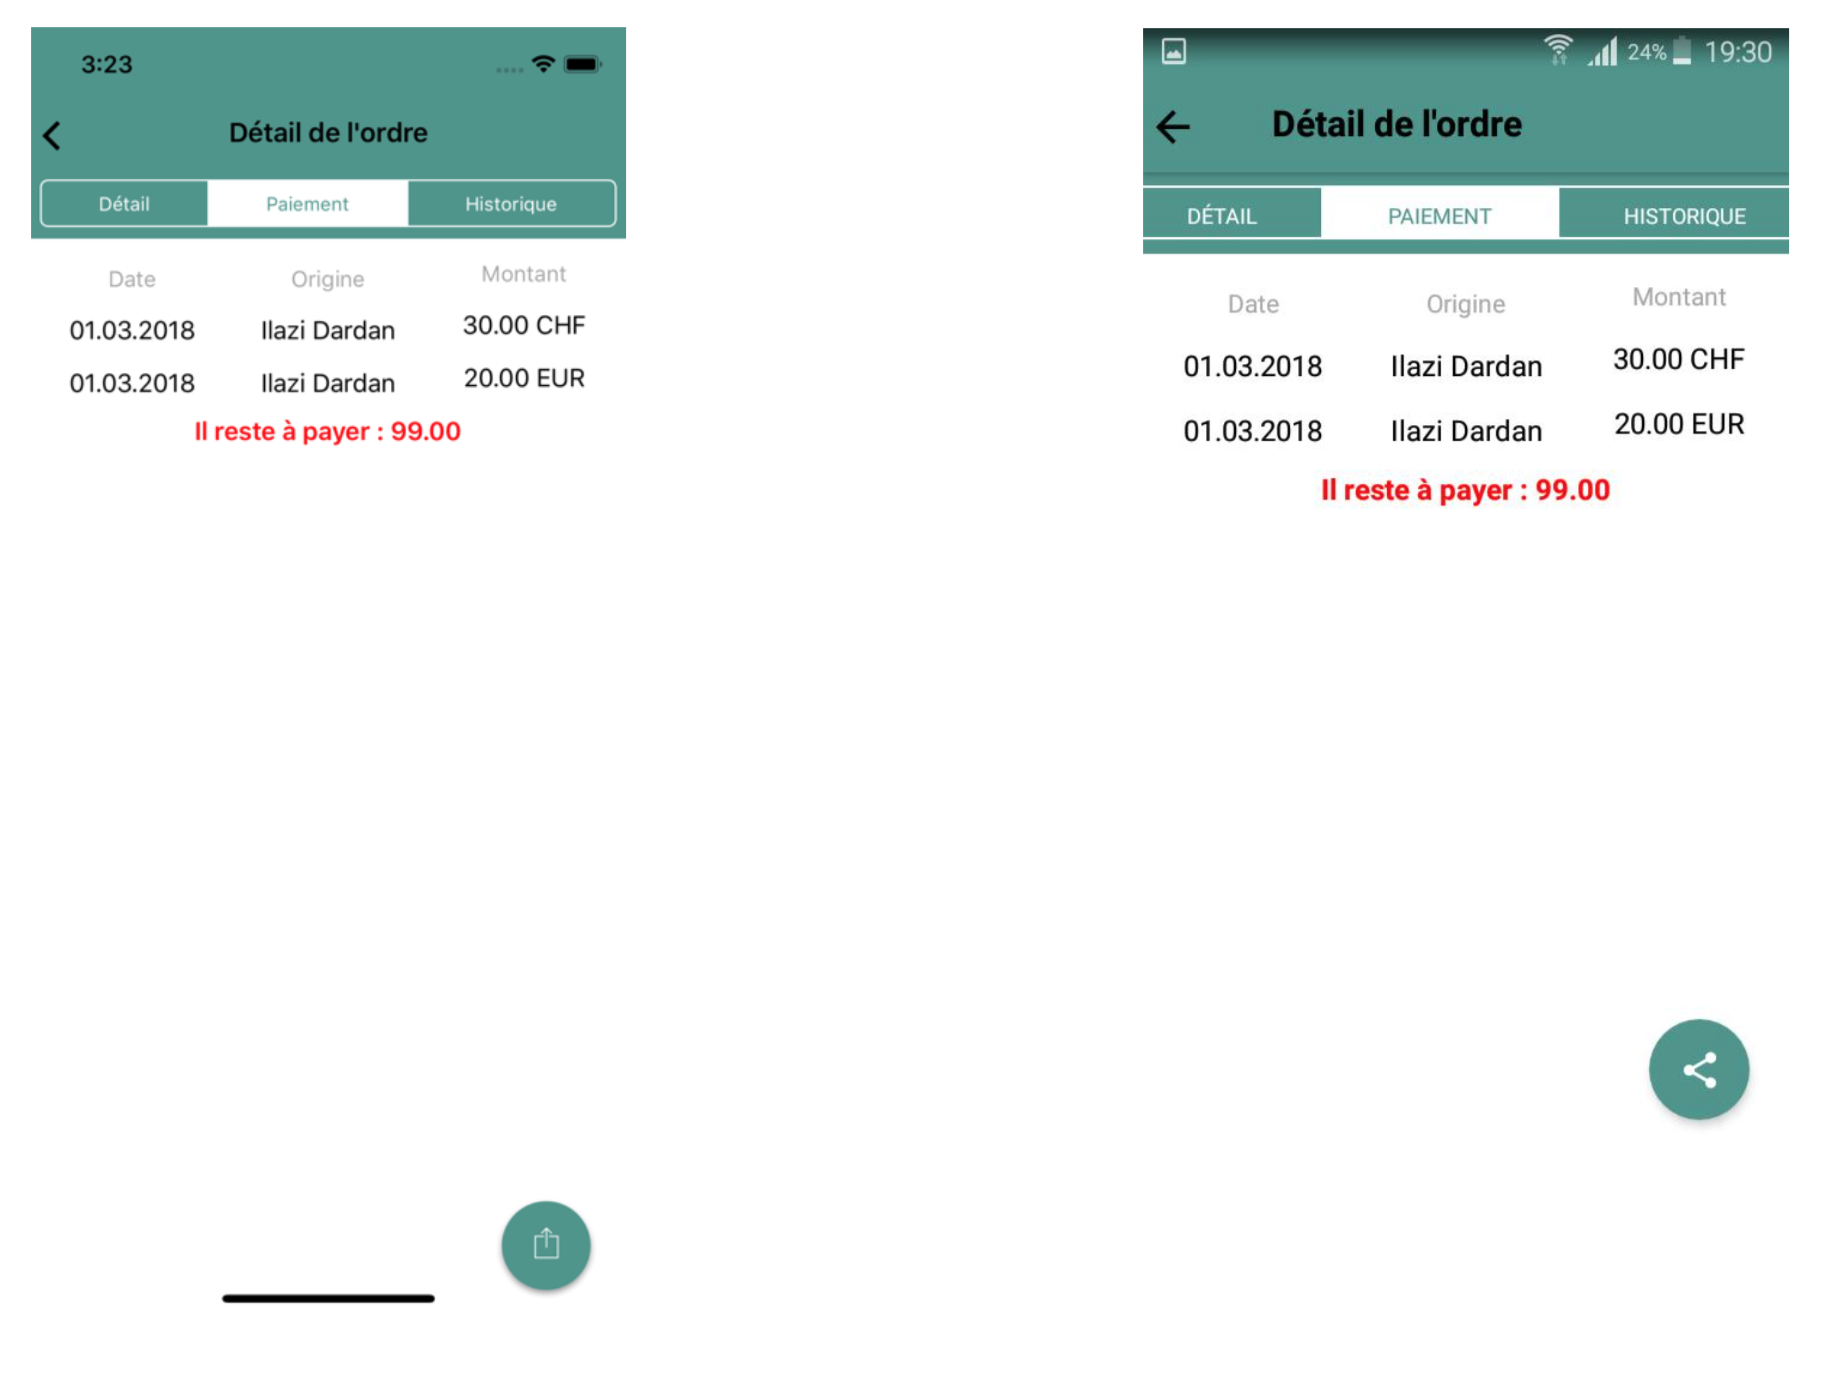 3:23
Détail de l'ordre
Détail Paiement Historique
Date Origine Montant
01.03.2018 Ilazi Dardan 30.00 CHF
01.03.2018 Ilazi Dardan 20.00 EUR
Il reste à payer : 99.00
24% 19:30
Détail de l'ordre
DÉTAIL PAIEMENT HISTORIQUE
Date Origine Montant
01.03.2018 Ilazi Dardan 30.00 CHF
01.03.2018 Ilazi Dardan 20.00 EUR
Il reste à payer : 99.00